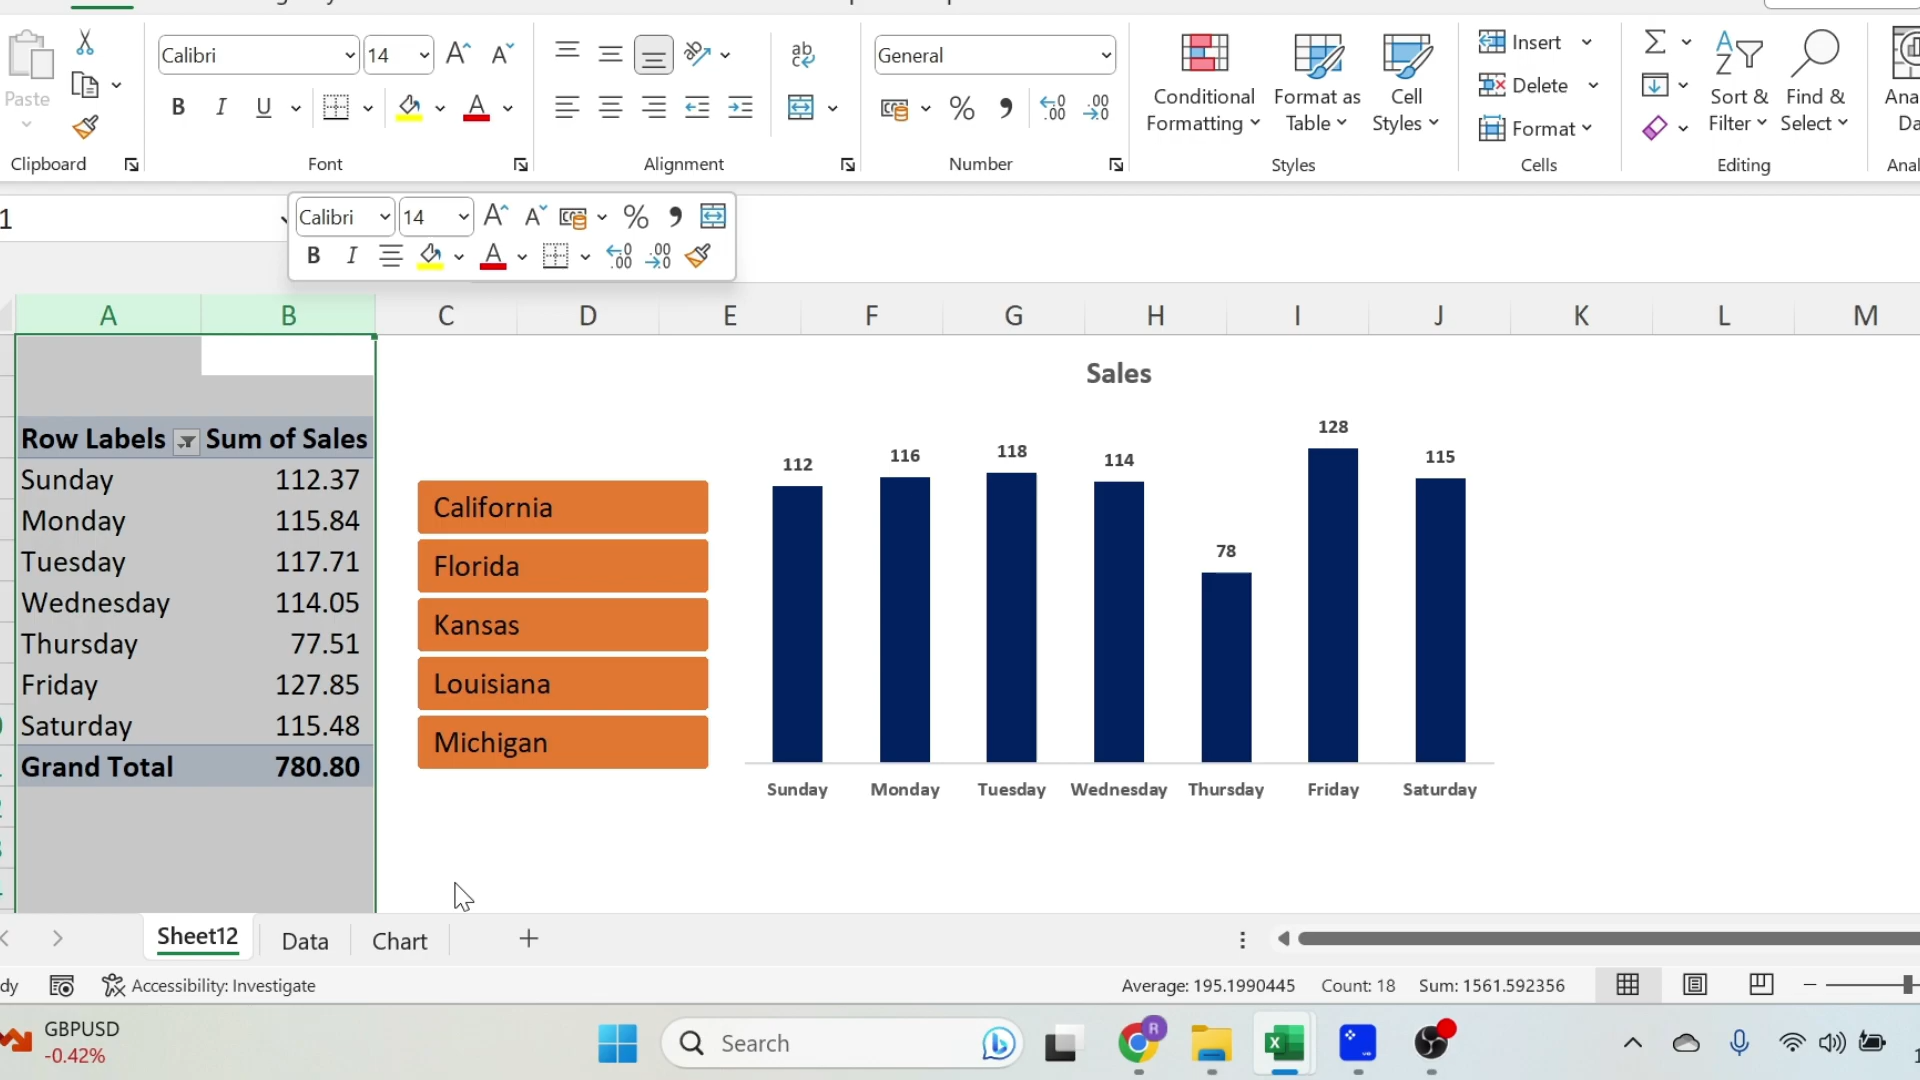 Calibri 14 General Insert
Paste B I U Conditional Formatting Format as Table Cell Styles Delete Sort & Filter Find & Select
Format
Clipboard Font Alignment Number Styles Cells Editing
1 Calibri 14
B I
A B C D E F G H I J K L M
Sales
Row Labels Sum of Sales
Sunday 112.37
Monday 115.84
Tuesday 117.71
Wednesday 114.05
Thursday 77.51
Friday 127.85
Saturday 115.48
Grand Total 780.80
California
Florida
Kansas
Louisiana
Michigan
112 116 118 114 78 128 115
Sunday Monday Tuesday Wednesday Thursday Friday Saturday
Sheet12 Data Chart
Accessibility: Investigate Average: 195.1990445 Count: 18 Sum: 1561.592356
GBPUSD
-0.42%
Search